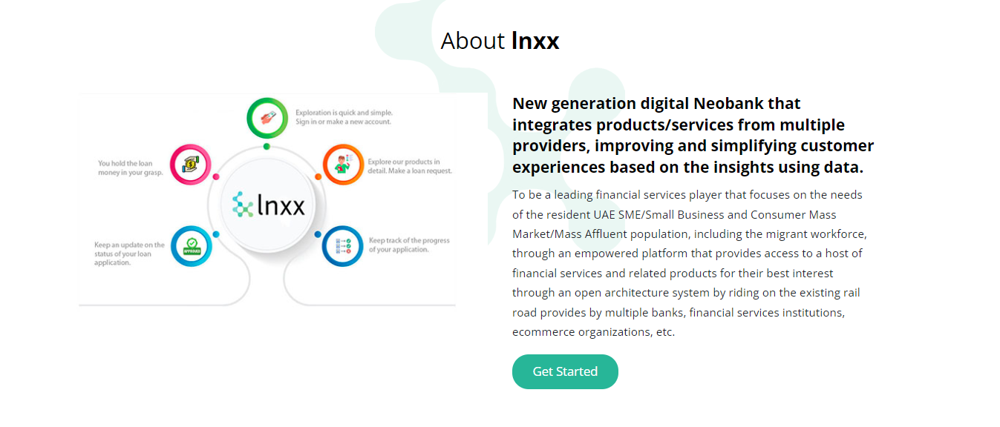 About lnxx
Exploration is quick and simple.
Sign in or make a new account.
You hold the loan
money in your grasp.
Explore our products in
detail. Make a loan request.
lnxx
Keep an update on the
status of your loan
application.
APPROVED
Keep track of the progress
of your application.
New generation digital Neobank that
integrates products/services from multiple
providers, improving and simplifying customer
experiences based on the insights using data.
To be a leading financial services player that focuses on the needs
of the resident UAE SME/Small Business and Consumer Mass
Market/Mass Affluent population, including the migrant workforce,
through an empowered platform that provides access to a host of
financial services and related products for their best interest
through an open architecture system by riding on the existing rail
road provides by multiple banks, financial services institutions,
ecommerce organizations, etc.
Get Started